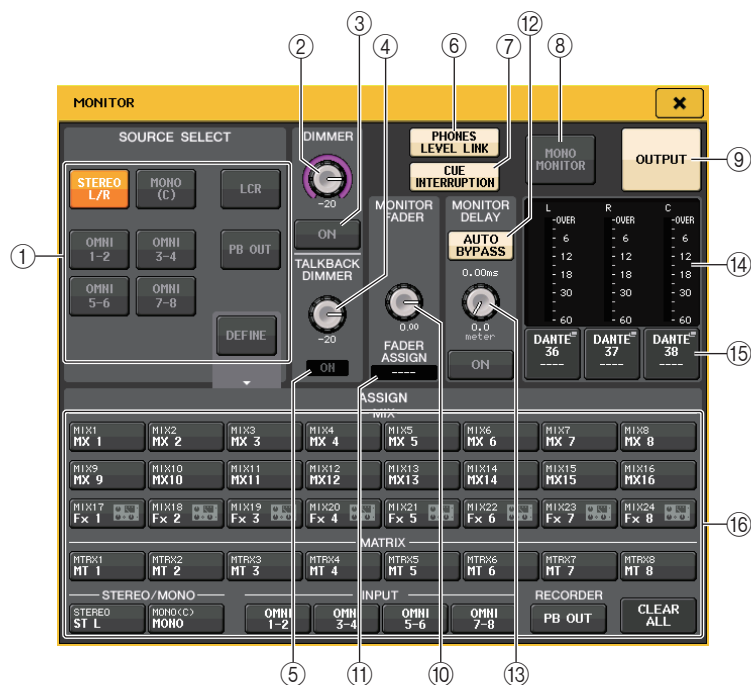 ② ③ ④ ⑥ ⑦ ⑫ ⑧
MONITOR
SOURCE SELECT
STEREO L/R
MONO (C)
LCR
OMNI 1-2
OMNI 3-4
PB OUT
OMNI 5-6
OMNI 7-8
DEFINE
①
DIMMER
-20
ON
TALKBACK DIMMER
-20
ON
PHONES LEVEL LINK
CUE INTERRUPTION
MONITOR FADER
0.00
FADER ASSIGN
----
MONITOR DELAY
AUTO BYPASS
0.00ms
0.0
meter
ON
MONO MONITOR
OUTPUT
⑨
L R C
-OVER -OVER -OVER
- 6 - 6 - 6
- 12 - 12 - 12
- 18 - 18 - 18
- 30 - 30 - 30
- 60 - 60 - 60
⑭
DANTE 36 ----
DANTE 37 ----
DANTE 38 ----
⑮
ASSIGN
MIX
MIX1 MIX2 MIX3 MIX4 MIX5 MIX6 MIX7 MIX8
MX 1 MX 2 MX 3 MX 4 MX 5 MX 6 MX 7 MX 8
MIX9 MIX10 MIX11 MIX12 MIX13 MIX14 MIX15 MIX16
MX 9 MX10 MX11 MX12 MX13 MX14 MX15 MX16
MIX17 MIX18 MIX19 MIX20 MIX21 MIX22 MIX23 MIX24
Fx 1 Fx 2 Fx 3 Fx 4 Fx 5 Fx 6 Fx 7 Fx 8
⑯
MATRIX
MTRX1 MTRX2 MTRX3 MTRX4 MTRX5 MTRX6 MTRX7 MTRX8
MT 1 MT 2 MT 3 MT 4 MT 5 MT 6 MT 7 MT 8
STEREO/MONO INPUT RECORDER
STEREO MONO(C) OMNI OMNI OMNI OMNI PB OUT CLEAR
ST L MONO 1-2 3-4 5-6 7-8 ALL
⑤ ⑪ ⑩ ⑬